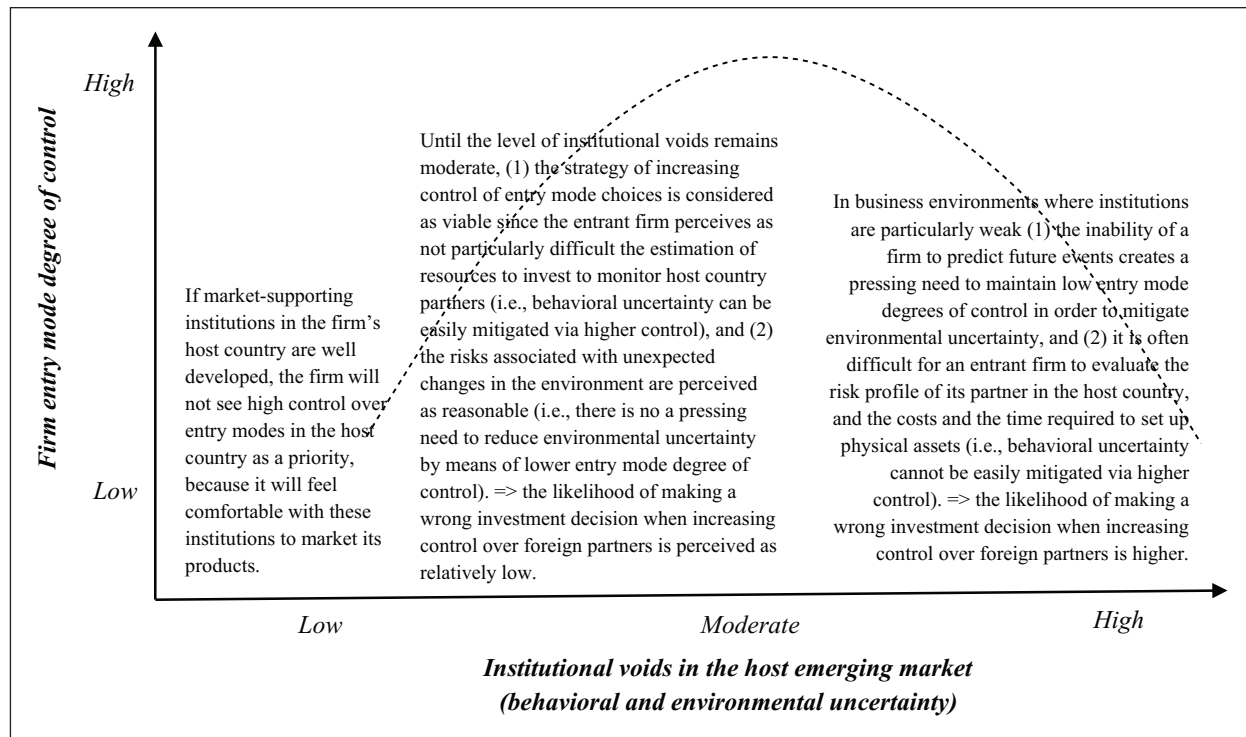 Firm entry mode degree of control
High
Low
If market-supporting
institutions in the firm's
host country are well
developed, the firm will
not see high control over
entry modes in the host
country as a priority,
because it will feel
comfortable with these
institutions to market its
products.
Until the level of institutional voids remains
moderate, (1) the strategy of increasing
control of entry mode choices is considered
as viable since the entrant firm perceives as
not particularly difficult the estimation of
resources to invest to monitor host country
partners (i.e., behavioral uncertainty can be
easily mitigated via higher control), and (2)
the risks associated with unexpected
changes in the environment are perceived
as reasonable (i.e., there is no a pressing
need to reduce environmental uncertainty
by means of lower entry mode degree of
control). => the likelihood of making a
wrong investment decision when increasing
control over foreign partners is perceived as
relatively low.
In business environments where institutions
are particularly weak (1) the inability of a
firm to predict future events creates a
pressing need to maintain low entry mode
degrees of control in order to mitigate
environmental uncertainty, and (2) it is often
difficult for an entrant firm to evaluate the
risk profile of its partner in the host country,
and the costs and the time required to set up
physical assets (i.e., behavioral uncertainty
cannot be easily mitigated via higher
control). => the likelihood of making a
wrong investment decision when increasing
control over foreign partners is higher.
Low
Moderate
High
Institutional voids in the host emerging market
(behavioral and environmental uncertainty)